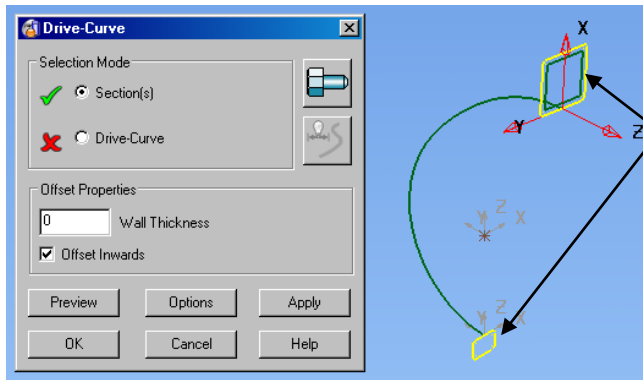 Drive-Curve
Selection Mode
Section(s)
Drive-Curve
Offset Properties
0 Wall Thickness
Offset Inwards
Preview Options Apply
OK Cancel Help
X
Y
Z
Y Z X
Y Z X